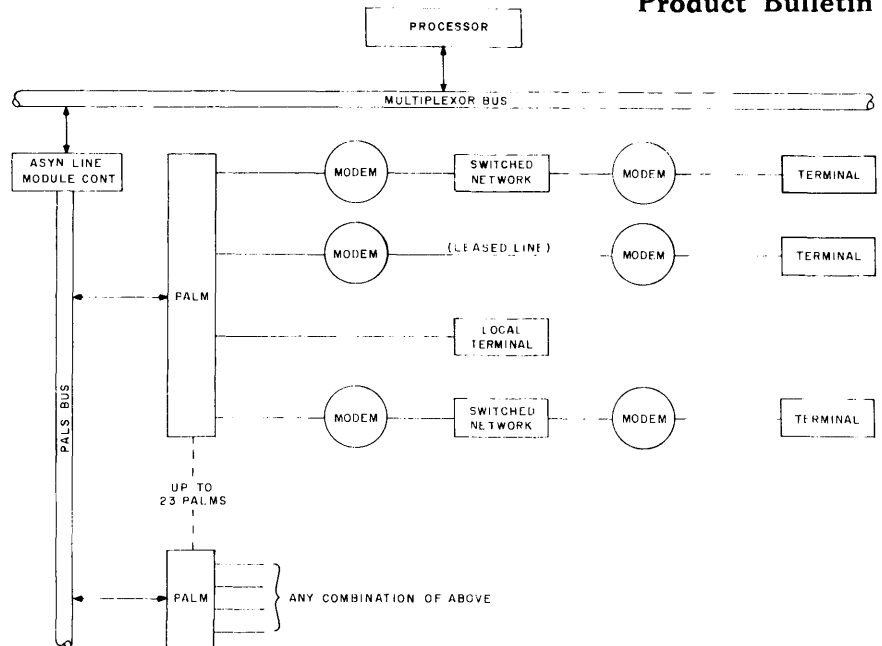 Product Bulletin
PROCESSOR
MULTIPLEXOR BUS
ASYN LINE
MODULE CONT
PALM
MODEM
SWITCHED
NETWORK
MODEM
TERMINAL
MODEM
(LEASED LINE)
MODEM
TERMINAL
LOCAL
TERMINAL
MODEM
SWITCHED
NETWORK
MODEM
TERMINAL
PALS BUS
UP TO
23 PALMS
PALM
ANY COMBINATION OF ABOVE